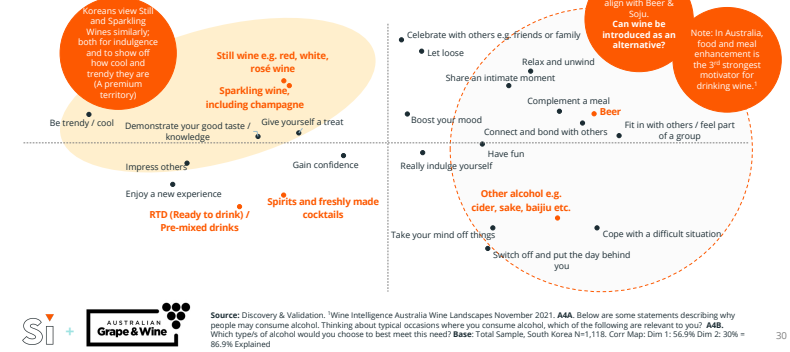 Koreans view Still
and Sparkling
Wines similarly;
both for indulgence
and to show off
how cool and
trendy they are
(A premium
territory)
align with Beer &
Soju.
Can wine be
introduced as an
alternative?
Note: In Australia,
food and meal
enhancement is
the 3rd strongest
motivator for
drinking wine.¹
Celebrate with others e.g. friends or family
Let loose
Still wine e.g. red, white,
rosé wine
Relax and unwind
Share an intimate moment
Sparkling wine,
including champagne
Complement a meal
Beer
Be trendy / cool
Demonstrate your good taste /
knowledge
Give yourself a treat
Boost your mood
Connect and bond with others
Fit in with others / feel part
of a group
Have fun
Impress others
Gain confidence
Really indulge yourself
Enjoy a new experience
Spirits and freshly made
cocktails
RTD (Ready to drink) /
Pre-mixed drinks
Other alcohol e.g.
cider, sake, baijiu etc.
Take your mind off things
Cope with a difficult situation
Switch off and put the day behind
you
Si + AUSTRALIAN
Grape & Wine
Source: Discovery & Validation. ¹Wine Intelligence Australia Wine Landscapes November 2021. A4A. Below are some statements describing why
people may consume alcohol. Thinking about typical occasions where you consume alcohol, which of the following are relevant to you? A4B.
Which type/s of alcohol would you choose to best meet this need? Base: Total Sample, South Korea N=1,118. Corr Map: Dim 1: 56.9% Dim 2: 30% =
86.9% Explained
30